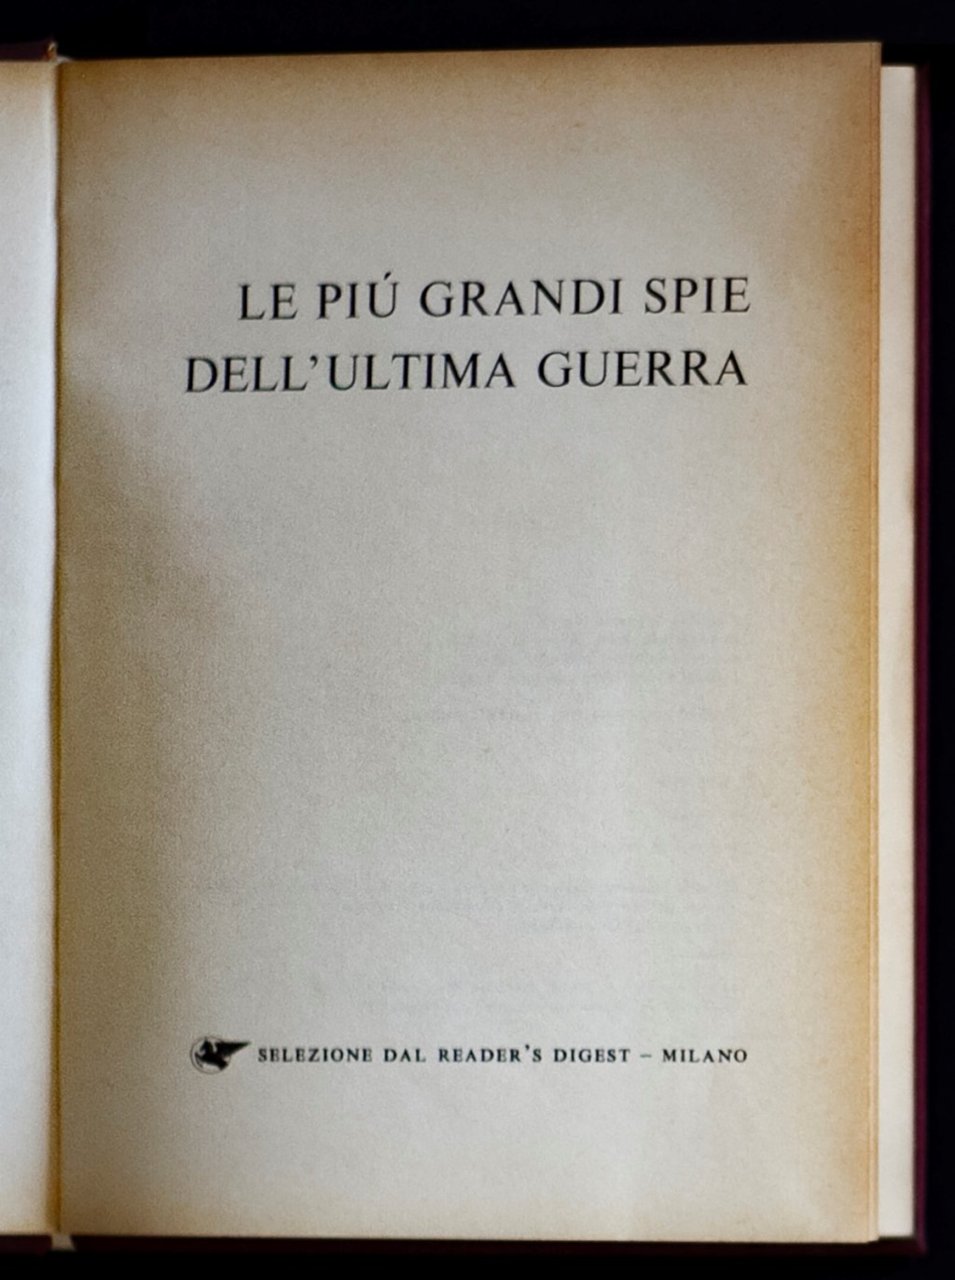 LE PIÚ GRANDI SPIE
DELL’ULTIMA GUERRA
SELEZIONE DAL READER’S DIGEST – MILANO